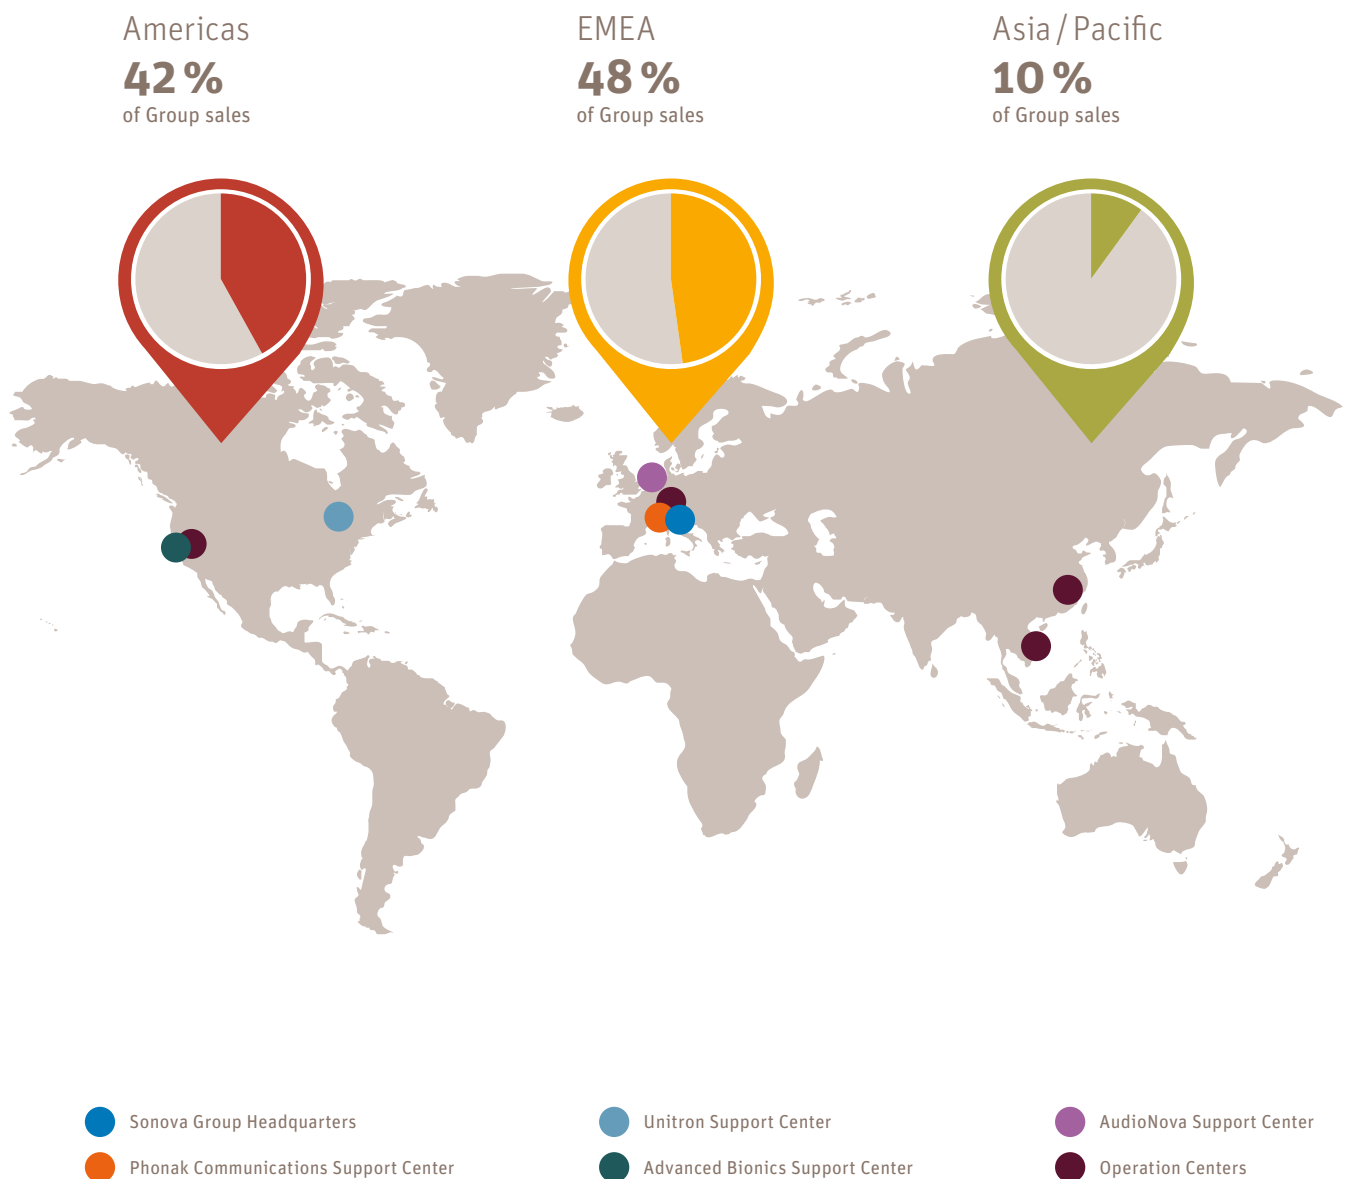 Americas
42 %
of Group sales
EMEA
48 %
of Group sales
Asia / Pacific
10 %
of Group sales
Sonova Group Headquarters
Unitron Support Center
AudioNova Support Center
Phonak Communications Support Center
Advanced Bionics Support Center
Operation Centers